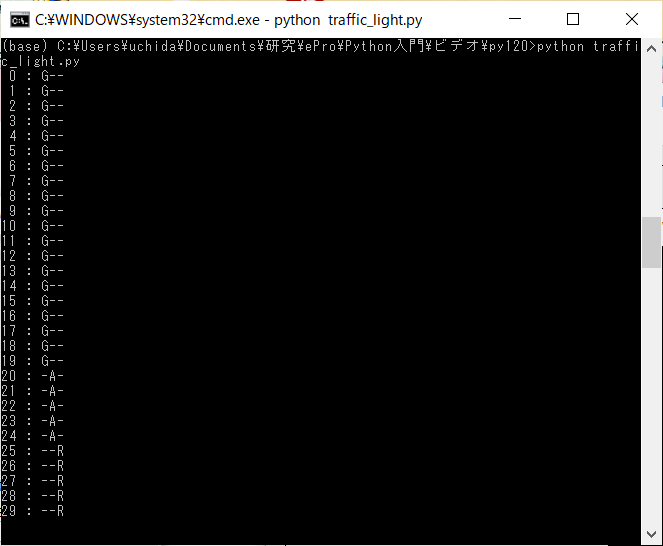 C:¥WINDOWS¥system32¥cmd.exe - python traffic_light.py
(base) C:¥Users¥uchida¥Documents¥研究¥ePro¥Python入門¥ビデオ¥py120>python traffi
c_light.py
0 : G--
1 : G--
2 : G--
3 : G--
4 : G--
5 : G--
6 : G--
7 : G--
8 : G--
9 : G--
10 : G--
11 : G--
12 : G--
13 : G--
14 : G--
15 : G--
16 : G--
17 : G--
18 : G--
19 : G--
20 : -A-
21 : -A-
22 : -A-
23 : -A-
24 : -A-
25 : --R
26 : --R
27 : --R
28 : --R
29 : --R